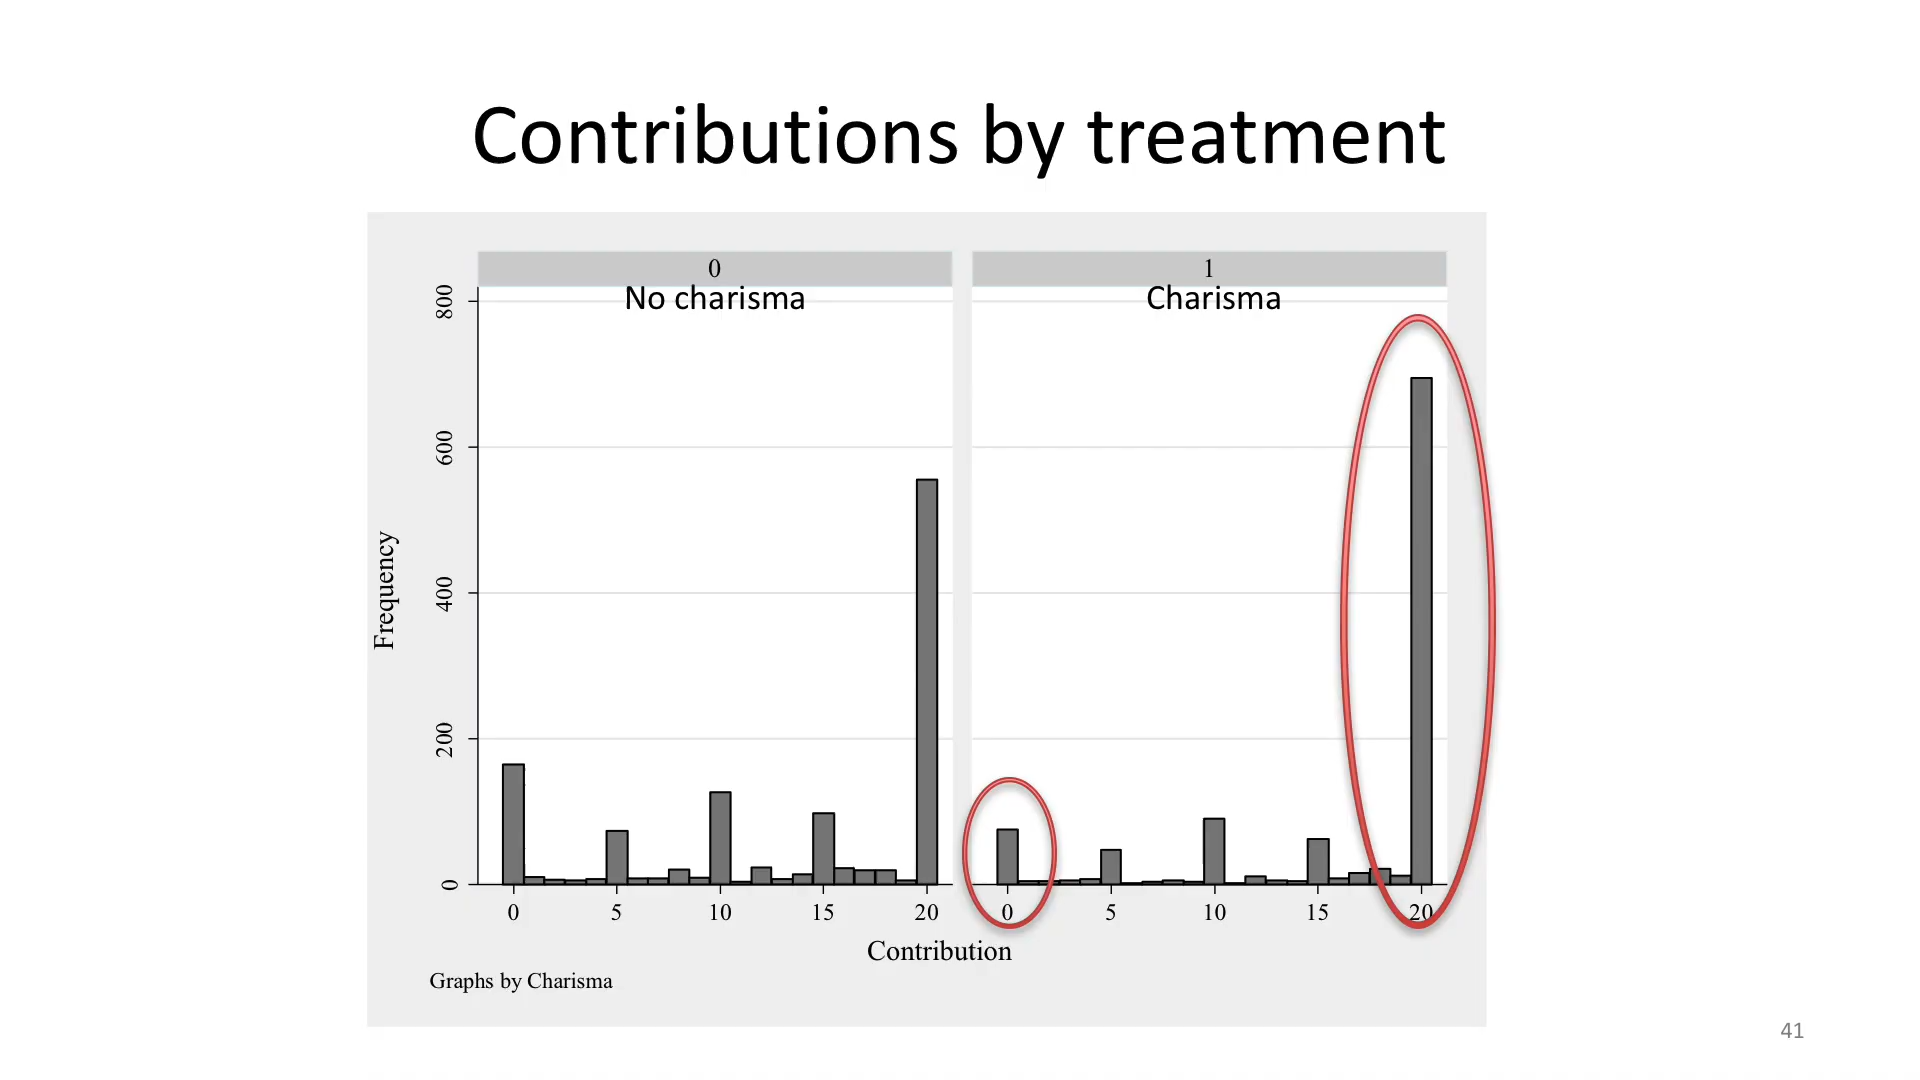 Contributions by treatment
0
1
No charisma
Charisma
Frequency
800
600
400
200
0
0 5 10 15 20
0 5 10 15 20
Contribution
Graphs by Charisma
41